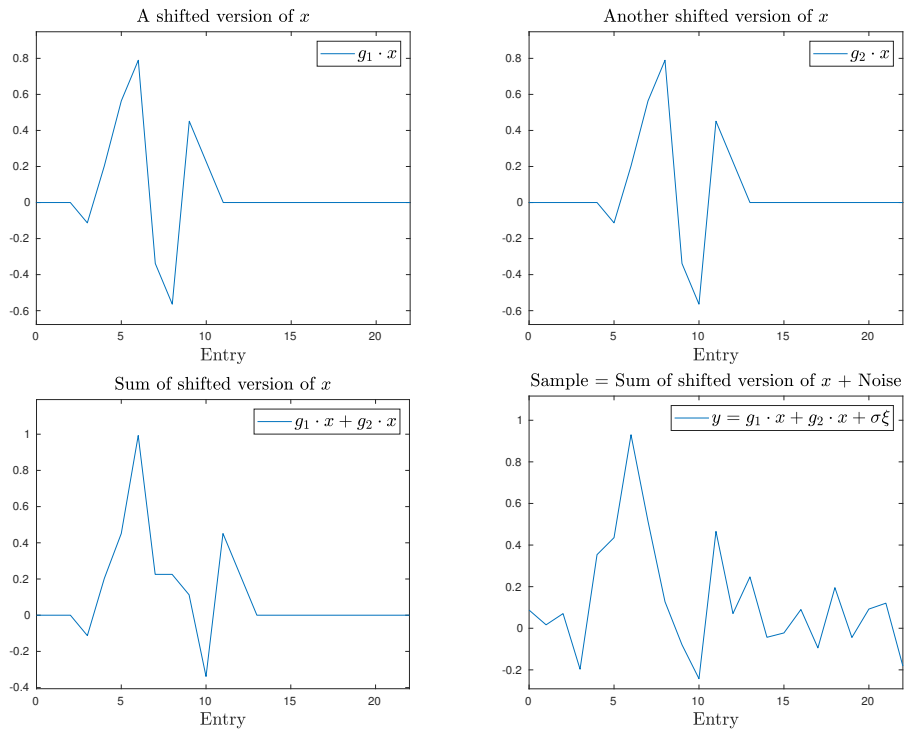 A shifted version of x
g₁ · x
0.8
0.6
0.4
0.2
0
-0.2
-0.4
-0.6
0 5 10 15 20
Entry
Another shifted version of x
g₂ · x
0.8
0.6
0.4
0.2
0
-0.2
-0.4
-0.6
0 5 10 15 20
Entry
Sum of shifted version of x
g₁ · x + g₂ · x
1
0.8
0.6
0.4
0.2
0
-0.2
-0.4
0 5 10 15 20
Entry
Sample = Sum of shifted version of x + Noise
y = g₁ · x + g₂ · x + σξ
1
0.8
0.6
0.4
0.2
0
-0.2
0 5 10 15 20
Entry